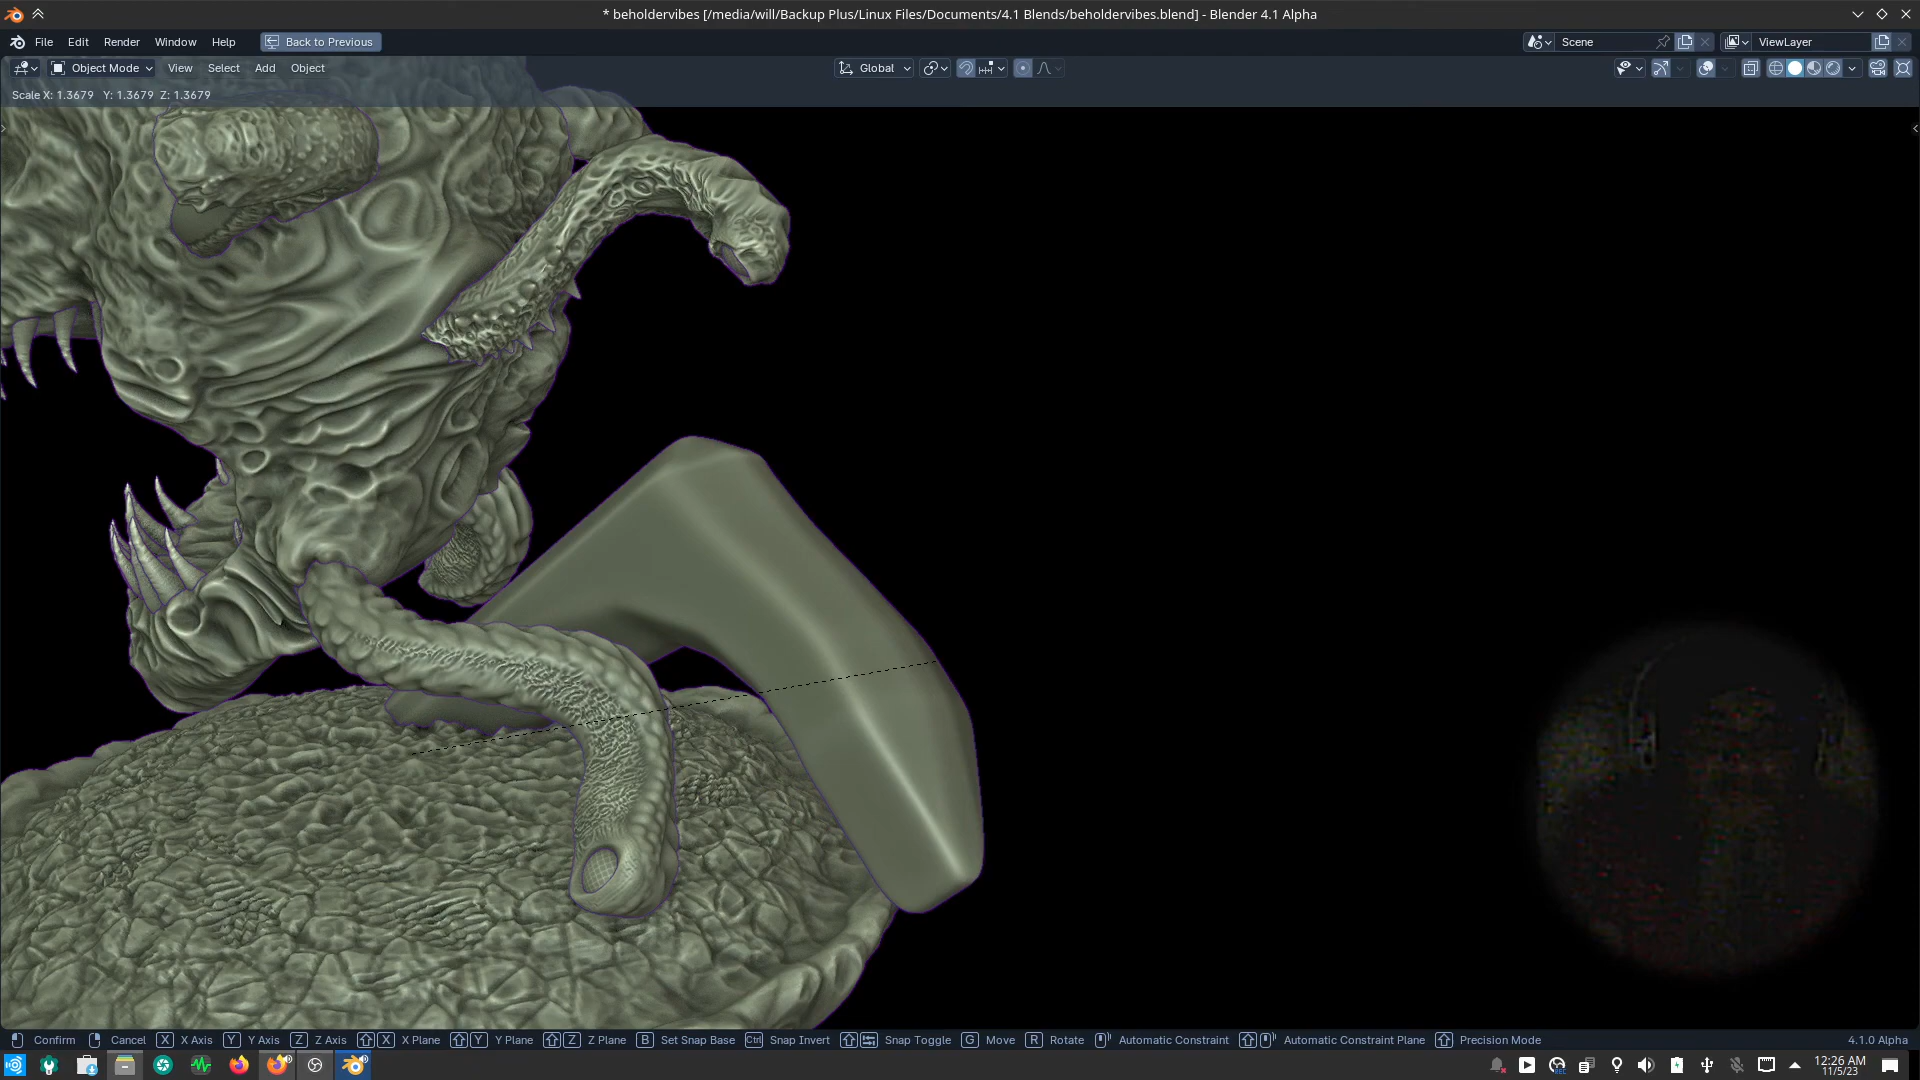 * beholdervibes [/media/will/Backup Plus/Linux Files/Documents/4.1 Blends/beholdervibes.blend] - Blender 4.1 Alpha
File Edit Render Window Help Back to Previous Scene ViewLayer
Object Mode View Select Add Object Global
Scale X: 1.3679 Y: 1.3679 Z: 1.3679
Confirm Cancel X X Axis Y Y Axis Z Z Axis X X Plane Y Y Plane Z Z Plane B Set Snap Base Ctrl Snap Invert Snap Toggle G Move R Rotate Automatic Constraint Automatic Constraint Plane Precision Mode 4.1.0 Alpha
12:26 AM
11/5/23